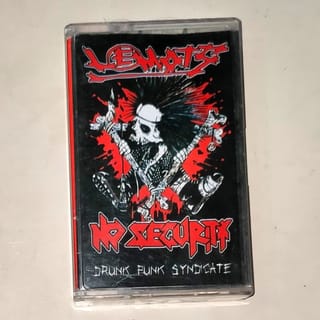 NO SECURITY
DRUNK PUNK SYNDICATE